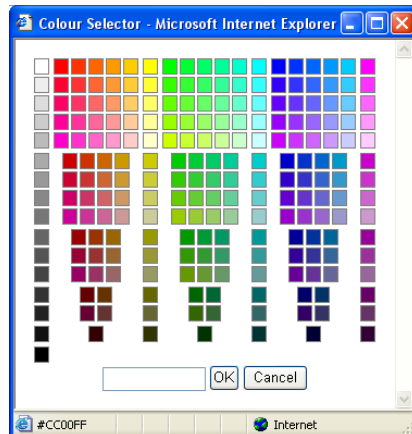 Colour Selector - Microsoft Internet Explorer
OK Cancel
#CC00FF Internet